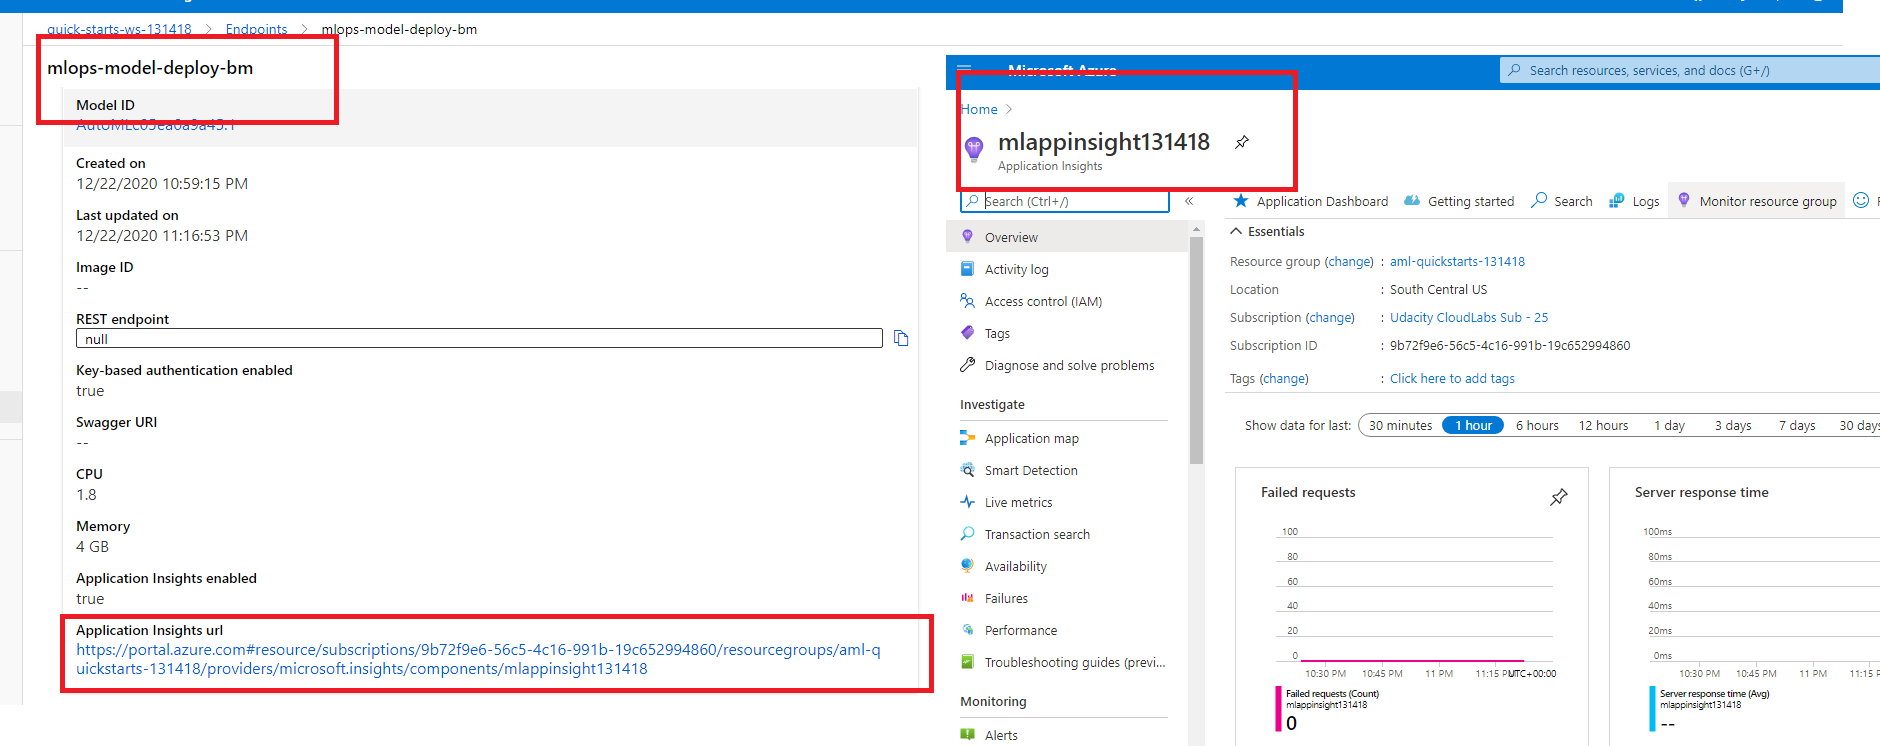 quick-starts-ws-131418 > Endpoints > mlops-model-deploy-bm
mlops-model-deploy-bm
Model ID
Created on
12/22/2020 10:59:15 PM
Last updated on
12/22/2020 11:16:53 PM
Image ID
--
REST endpoint
null
Key-based authentication enabled
true
Swagger URI
--
CPU
1.8
Memory
4 GB
Application Insights enabled
true
Application Insights url
https://portal.azure.com#resource/subscriptions/9b72f9e6-56c5-4c16-991b-19c652994860/resourcegroups/aml-q
uickstarts-131418/providers/microsoft.insights/components/mlappinsight131418
Microsoft Azure
Search resources, services, and docs (G+/)
Home >
mlappinsight131418
Application Insights
Search (Ctrl+/)
«
Overview
Activity log
Access control (IAM)
Tags
Diagnose and solve problems
Investigate
Application map
Smart Detection
Live metrics
Transaction search
Availability
Failures
Performance
Troubleshooting guides (previ...
Monitoring
Alerts
Application Dashboard Getting started Search Logs Monitor resource group
Essentials
Resource group (change) : aml-quickstarts-131418
Location : South Central US
Subscription (change) : Udacity CloudLabs Sub - 25
Subscription ID : 9b72f9e6-56c5-4c16-991b-19c652994860
Tags (change) : Click here to add tags
Show data for last: 30 minutes 1 hour 6 hours 12 hours 1 day 3 days 7 days 30 days
Failed requests
100
80
60
40
20
0
10:30 PM 10:45 PM 11 PM 11:15 PM UTC+00:00
Failed requests (Count)
mlappinsight131418
0
Server response time
100ms
80ms
60ms
40ms
20ms
0ms
10:30 PM 10:45 PM 11 PM 11:15 P
Server response time (Avg)
mlappinsight131418
--